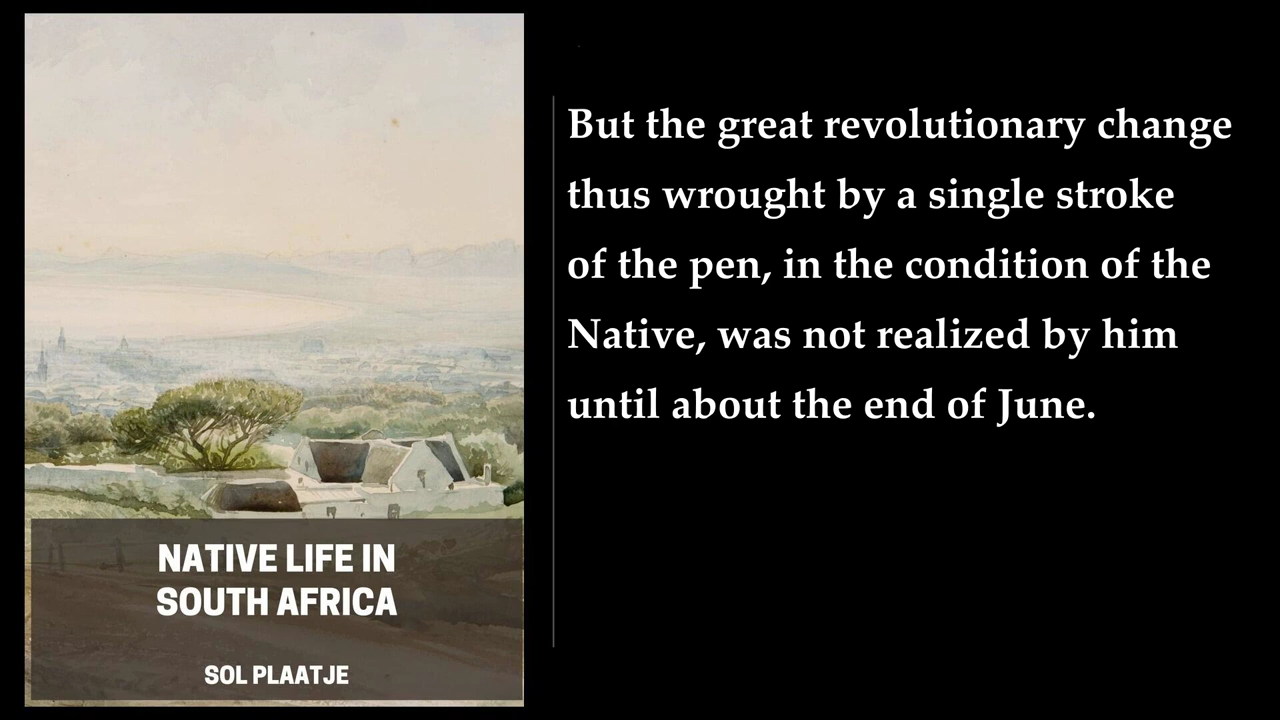 NATIVE LIFE IN
SOUTH AFRICA
SOL PLAATJE
But the great revolutionary change
thus wrought by a single stroke
of the pen, in the condition of the
Native, was not realized by him
until about the end of June.